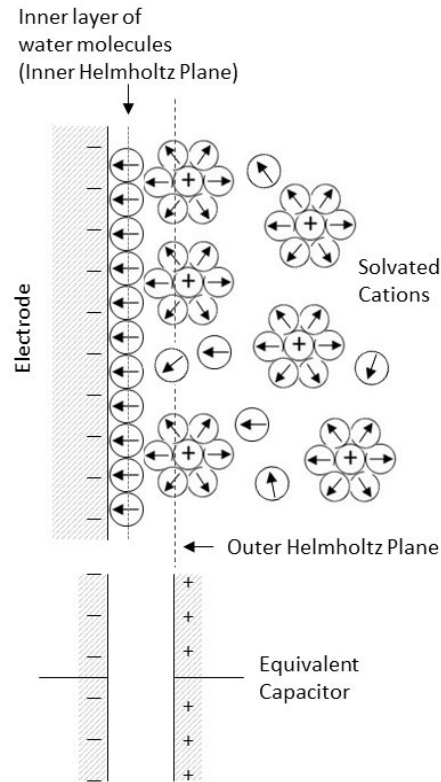 Inner layer of
water molecules
(Inner Helmholtz Plane)
Electrode
Solvated
Cations
Outer Helmholtz Plane
Equivalent
Capacitor